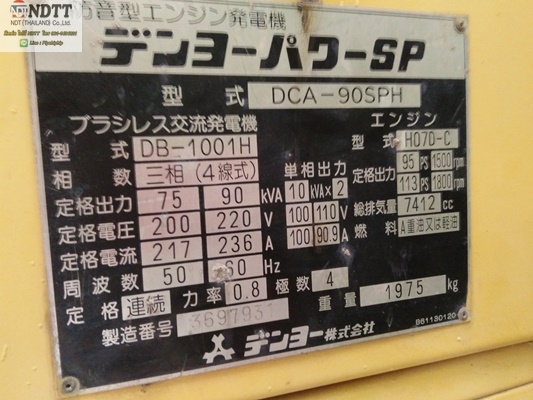 NDT
NDTT
NDT (THAILAND) Co., Ltd.
防音型エンジン発電機
デンヨーパワーSP
型式 DCA-90SPH
ブラシレス交流発電機 エンジン
型式 DB-1001H 型式 H07D-C
相数 三相(4線式) 単相出力 定格出力 95 PS 1500 rpm
定格出力 75 90 kVA 10 kVA×2 113 PS 1800 rpm
定格電圧 200 220 V 100 110 V 総排気量 7412 cc
定格電流 217 236 A 100 90.9 A 燃料 A重油又は軽油
周波数 50 60 Hz
定格 連続 力率 0.8 極数 4 重量 1975 kg
製造番号 3697931
デンヨー株式会社
B61130120